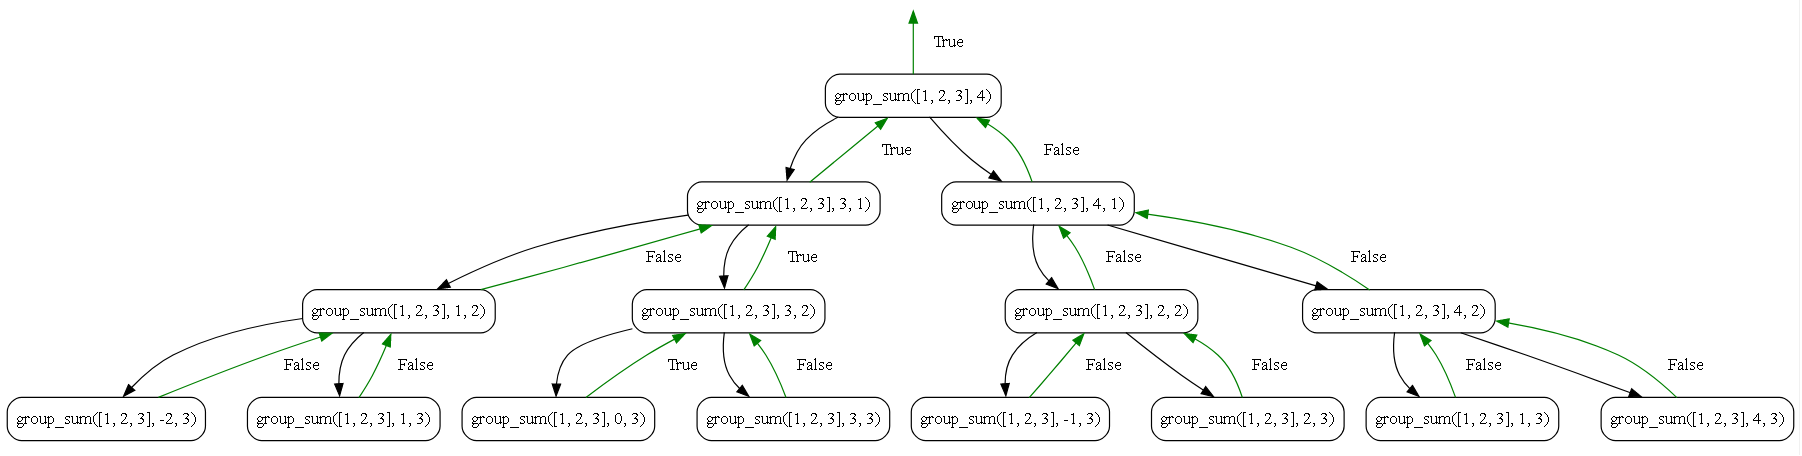 True
group_sum([1, 2, 3], 4)
True
False
group_sum([1, 2, 3], 3, 1)
group_sum([1, 2, 3], 4, 1)
False
True
False
False
group_sum([1, 2, 3], 1, 2)
group_sum([1, 2, 3], 3, 2)
group_sum([1, 2, 3], 2, 2)
group_sum([1, 2, 3], 4, 2)
False
False
True
False
False
False
False
False
group_sum([1, 2, 3], -2, 3)
group_sum([1, 2, 3], 1, 3)
group_sum([1, 2, 3], 0, 3)
group_sum([1, 2, 3], 3, 3)
group_sum([1, 2, 3], -1, 3)
group_sum([1, 2, 3], 2, 3)
group_sum([1, 2, 3], 1, 3)
group_sum([1, 2, 3], 4, 3)